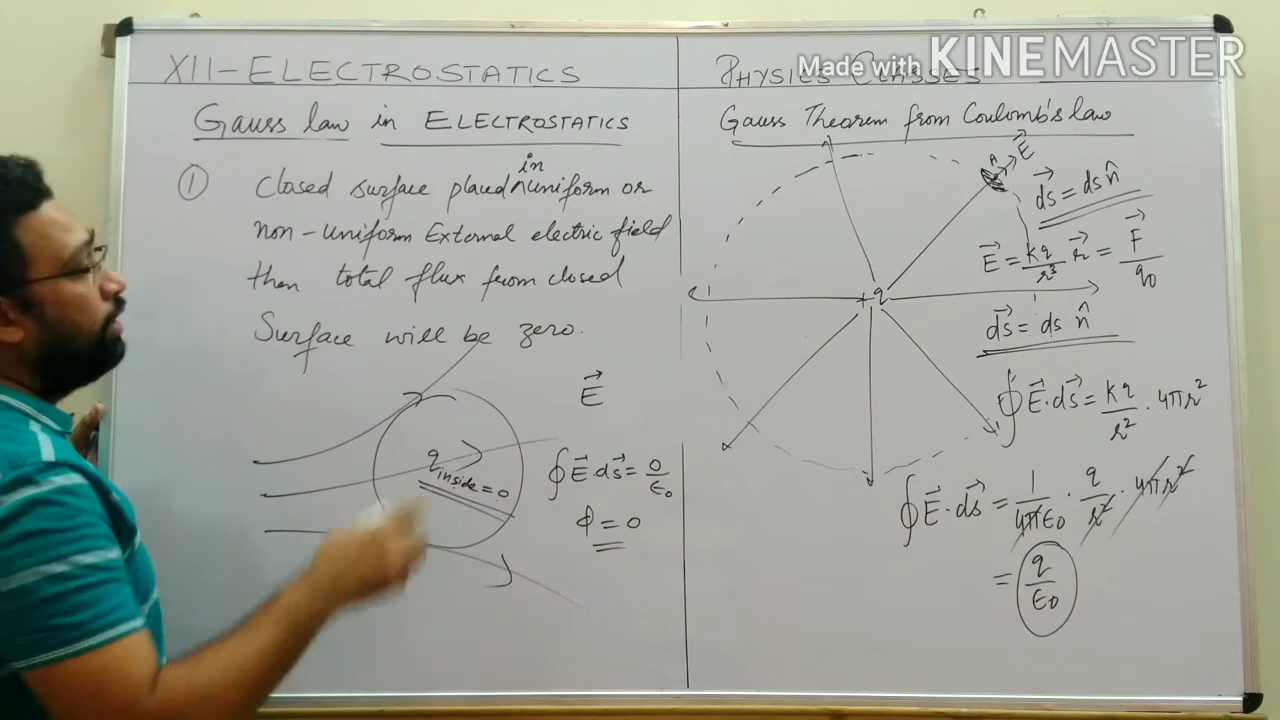 XII-ELECTROSTATICS
Gauss law in ELECTROSTATICS
① Closed surface placed in uniform or
non-uniform External electric field
then total flux from closed
Surface will be zero.
E⃗
q inside = 0
∮E⃗·ds⃗ = 0/ε₀
ϕ = 0
PHYSICS CLASSES
Made with KINEMASTER
Gauss Theorem from Coulomb's law
A E⃗
ds⃗ = ds n̂
E⃗ = kq/r³ r⃗ = F⃗/q₀
+q
ds⃗ = ds n̂
∮E⃗·ds⃗ = kq/r² · 4πr²
∮E⃗·ds⃗ = 1/4πε₀ · q/r² · 4πr²
= q/ε₀